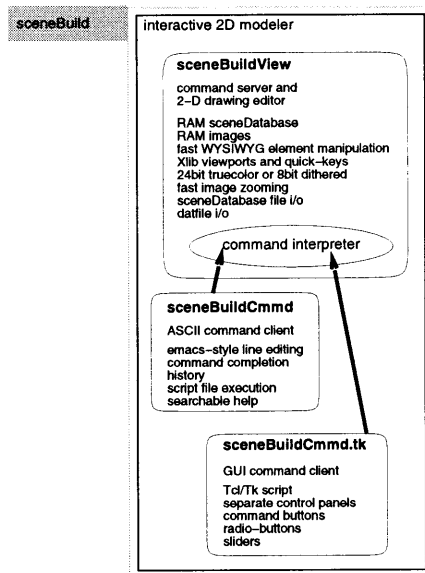 sceneBuild
interactive 2D modeler
sceneBuildView
command server and
2-D drawing editor
RAM sceneDatabase
RAM images
fast WYSIWYG element manipulation
Xlib viewports and quick-keys
24bit truecolor or 8bit dithered
fast image zooming
sceneDatabase file i/o
datfile i/o
command interpreter
sceneBuildCmmd
ASCII command client
emacs-style line editing
command completion
history
script file execution
searchable help
sceneBuildCmmd.tk
GUI command client
Tcl/Tk script
separate control panels
command buttons
radio-buttons
sliders